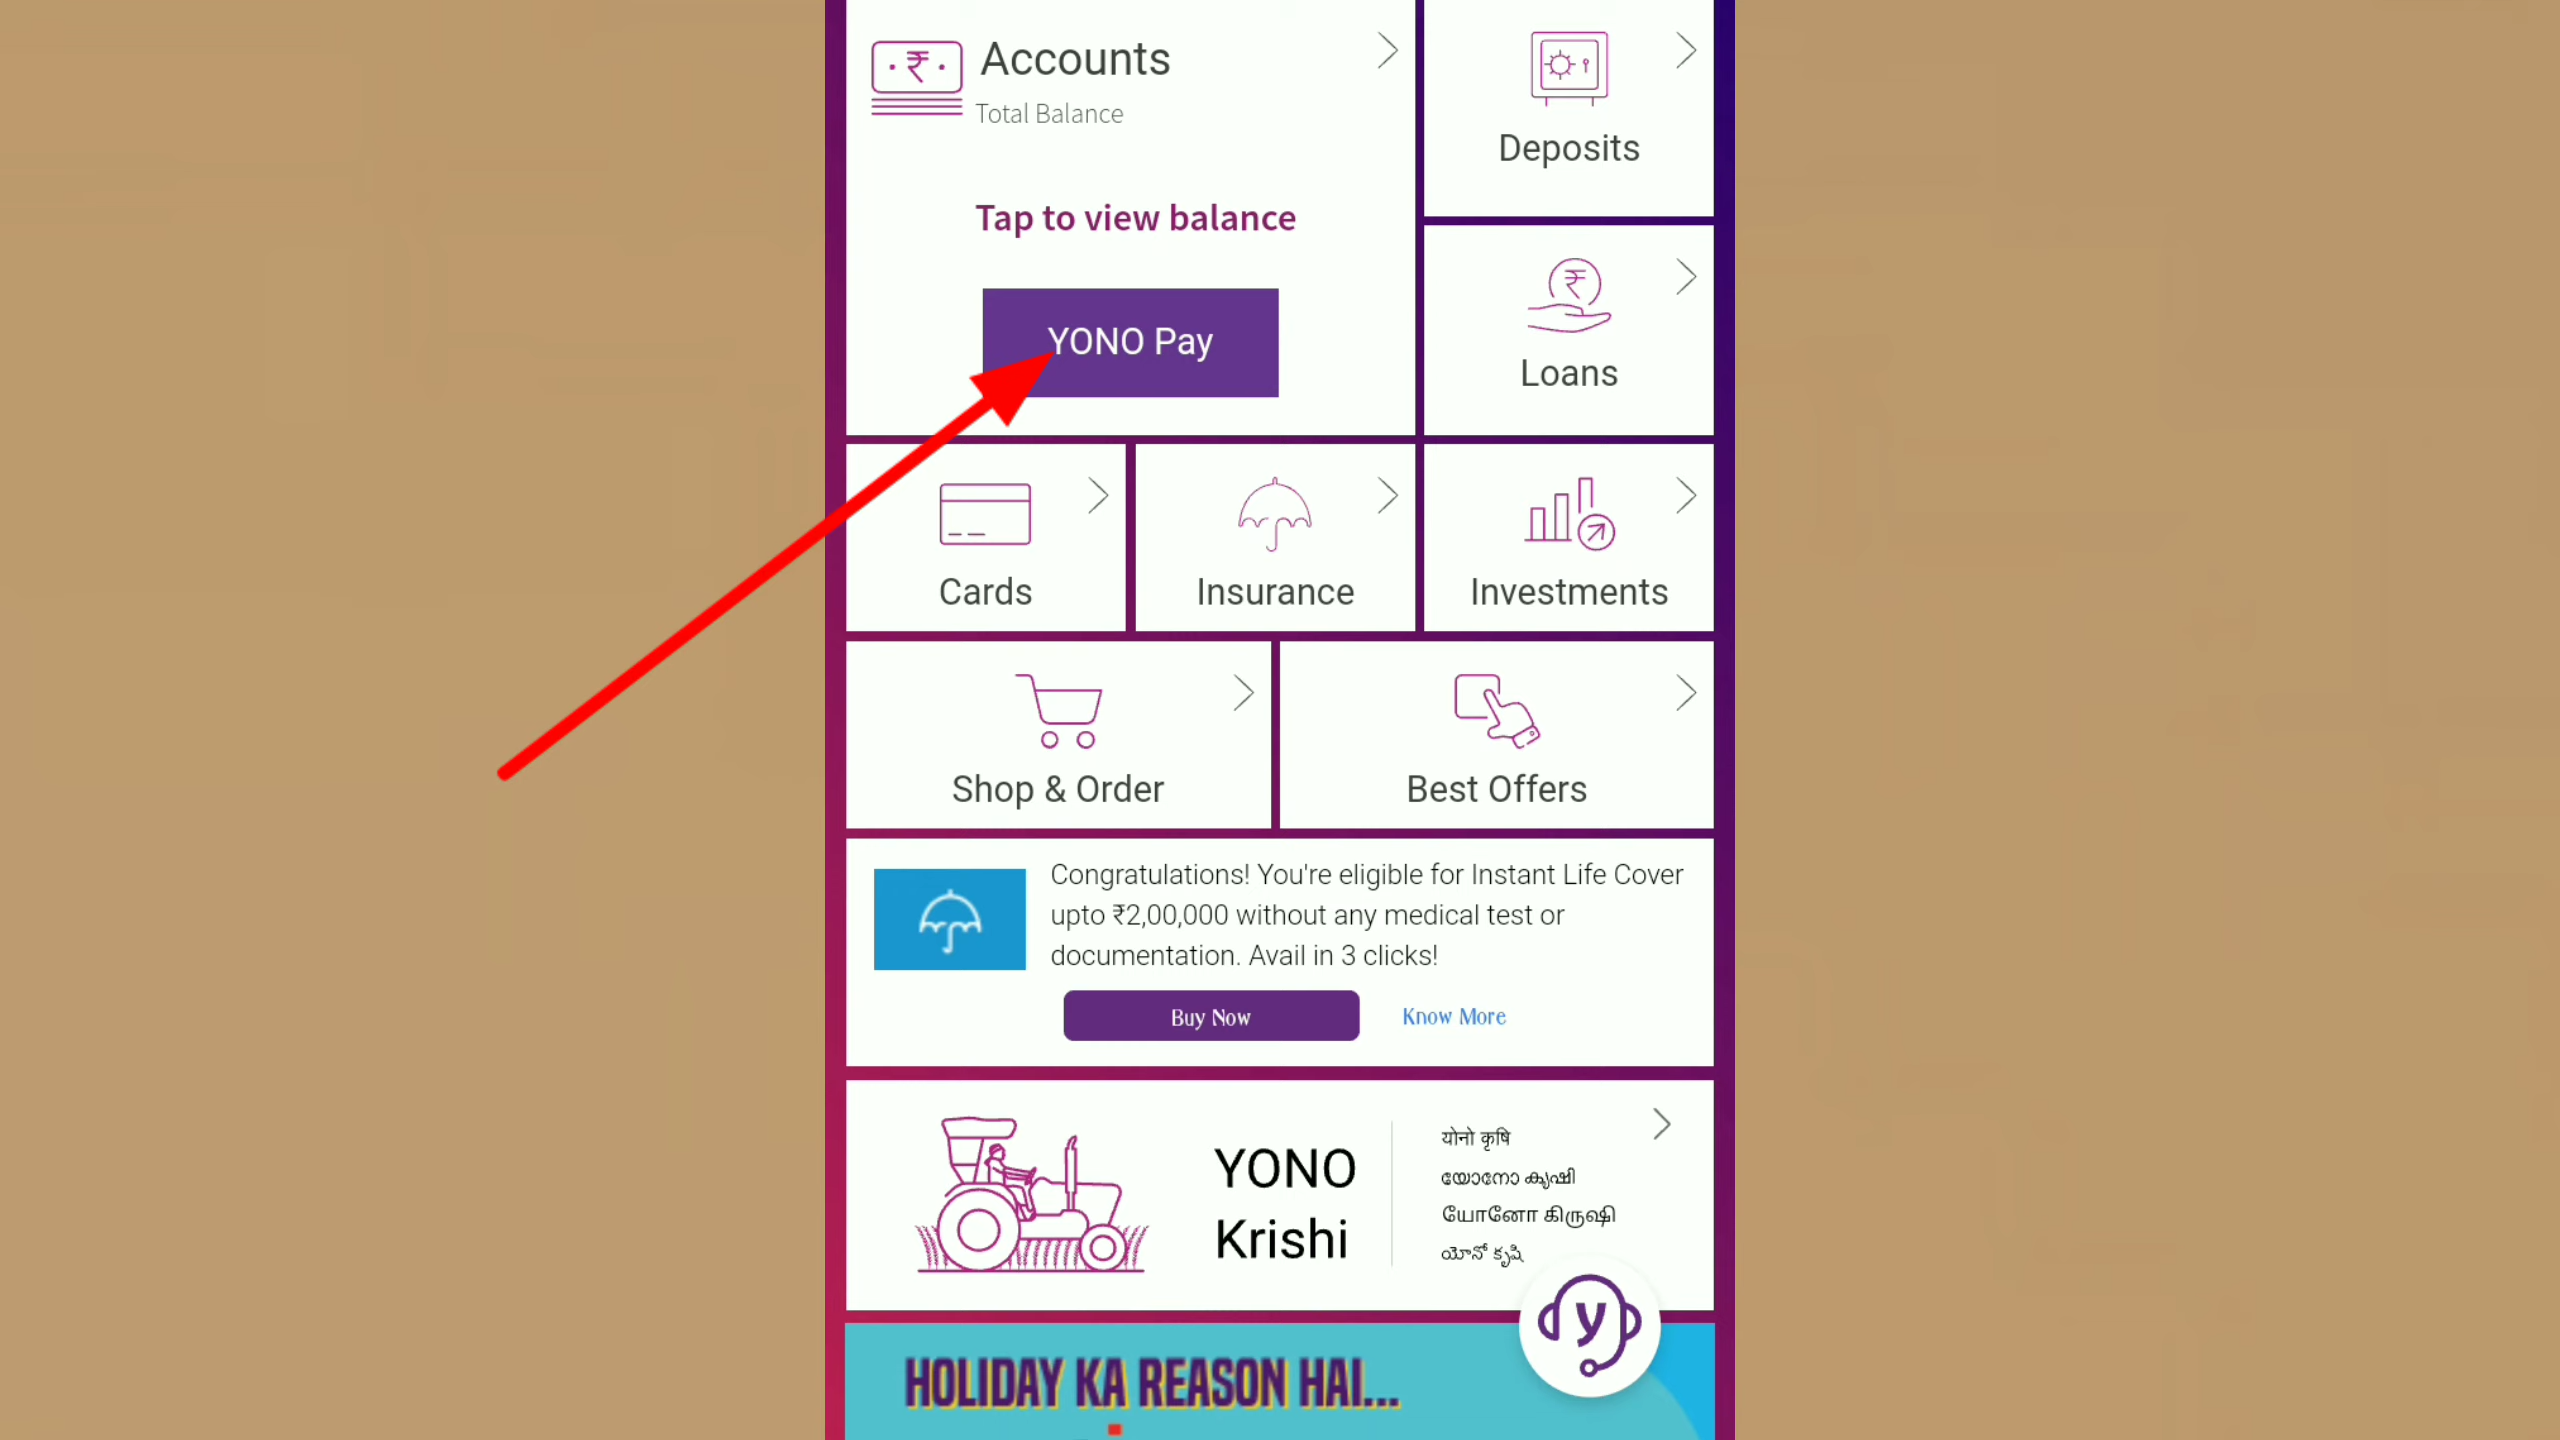 Accounts
Total Balance
Tap to view balance
YONO Pay
Deposits
Loans
Cards
Insurance
Investments
Shop & Order
Best Offers
Congratulations! You're eligible for Instant Life Cover
upto ₹2,00,000 without any medical test or
documentation. Avail in 3 clicks!
Buy Now
Know More
YONO
Krishi
योनो कृषि
യോനോ കൃഷി
யோனோ கிருஷி
యోనో కృషి
y
HOLIDAY KA REASON HAI...